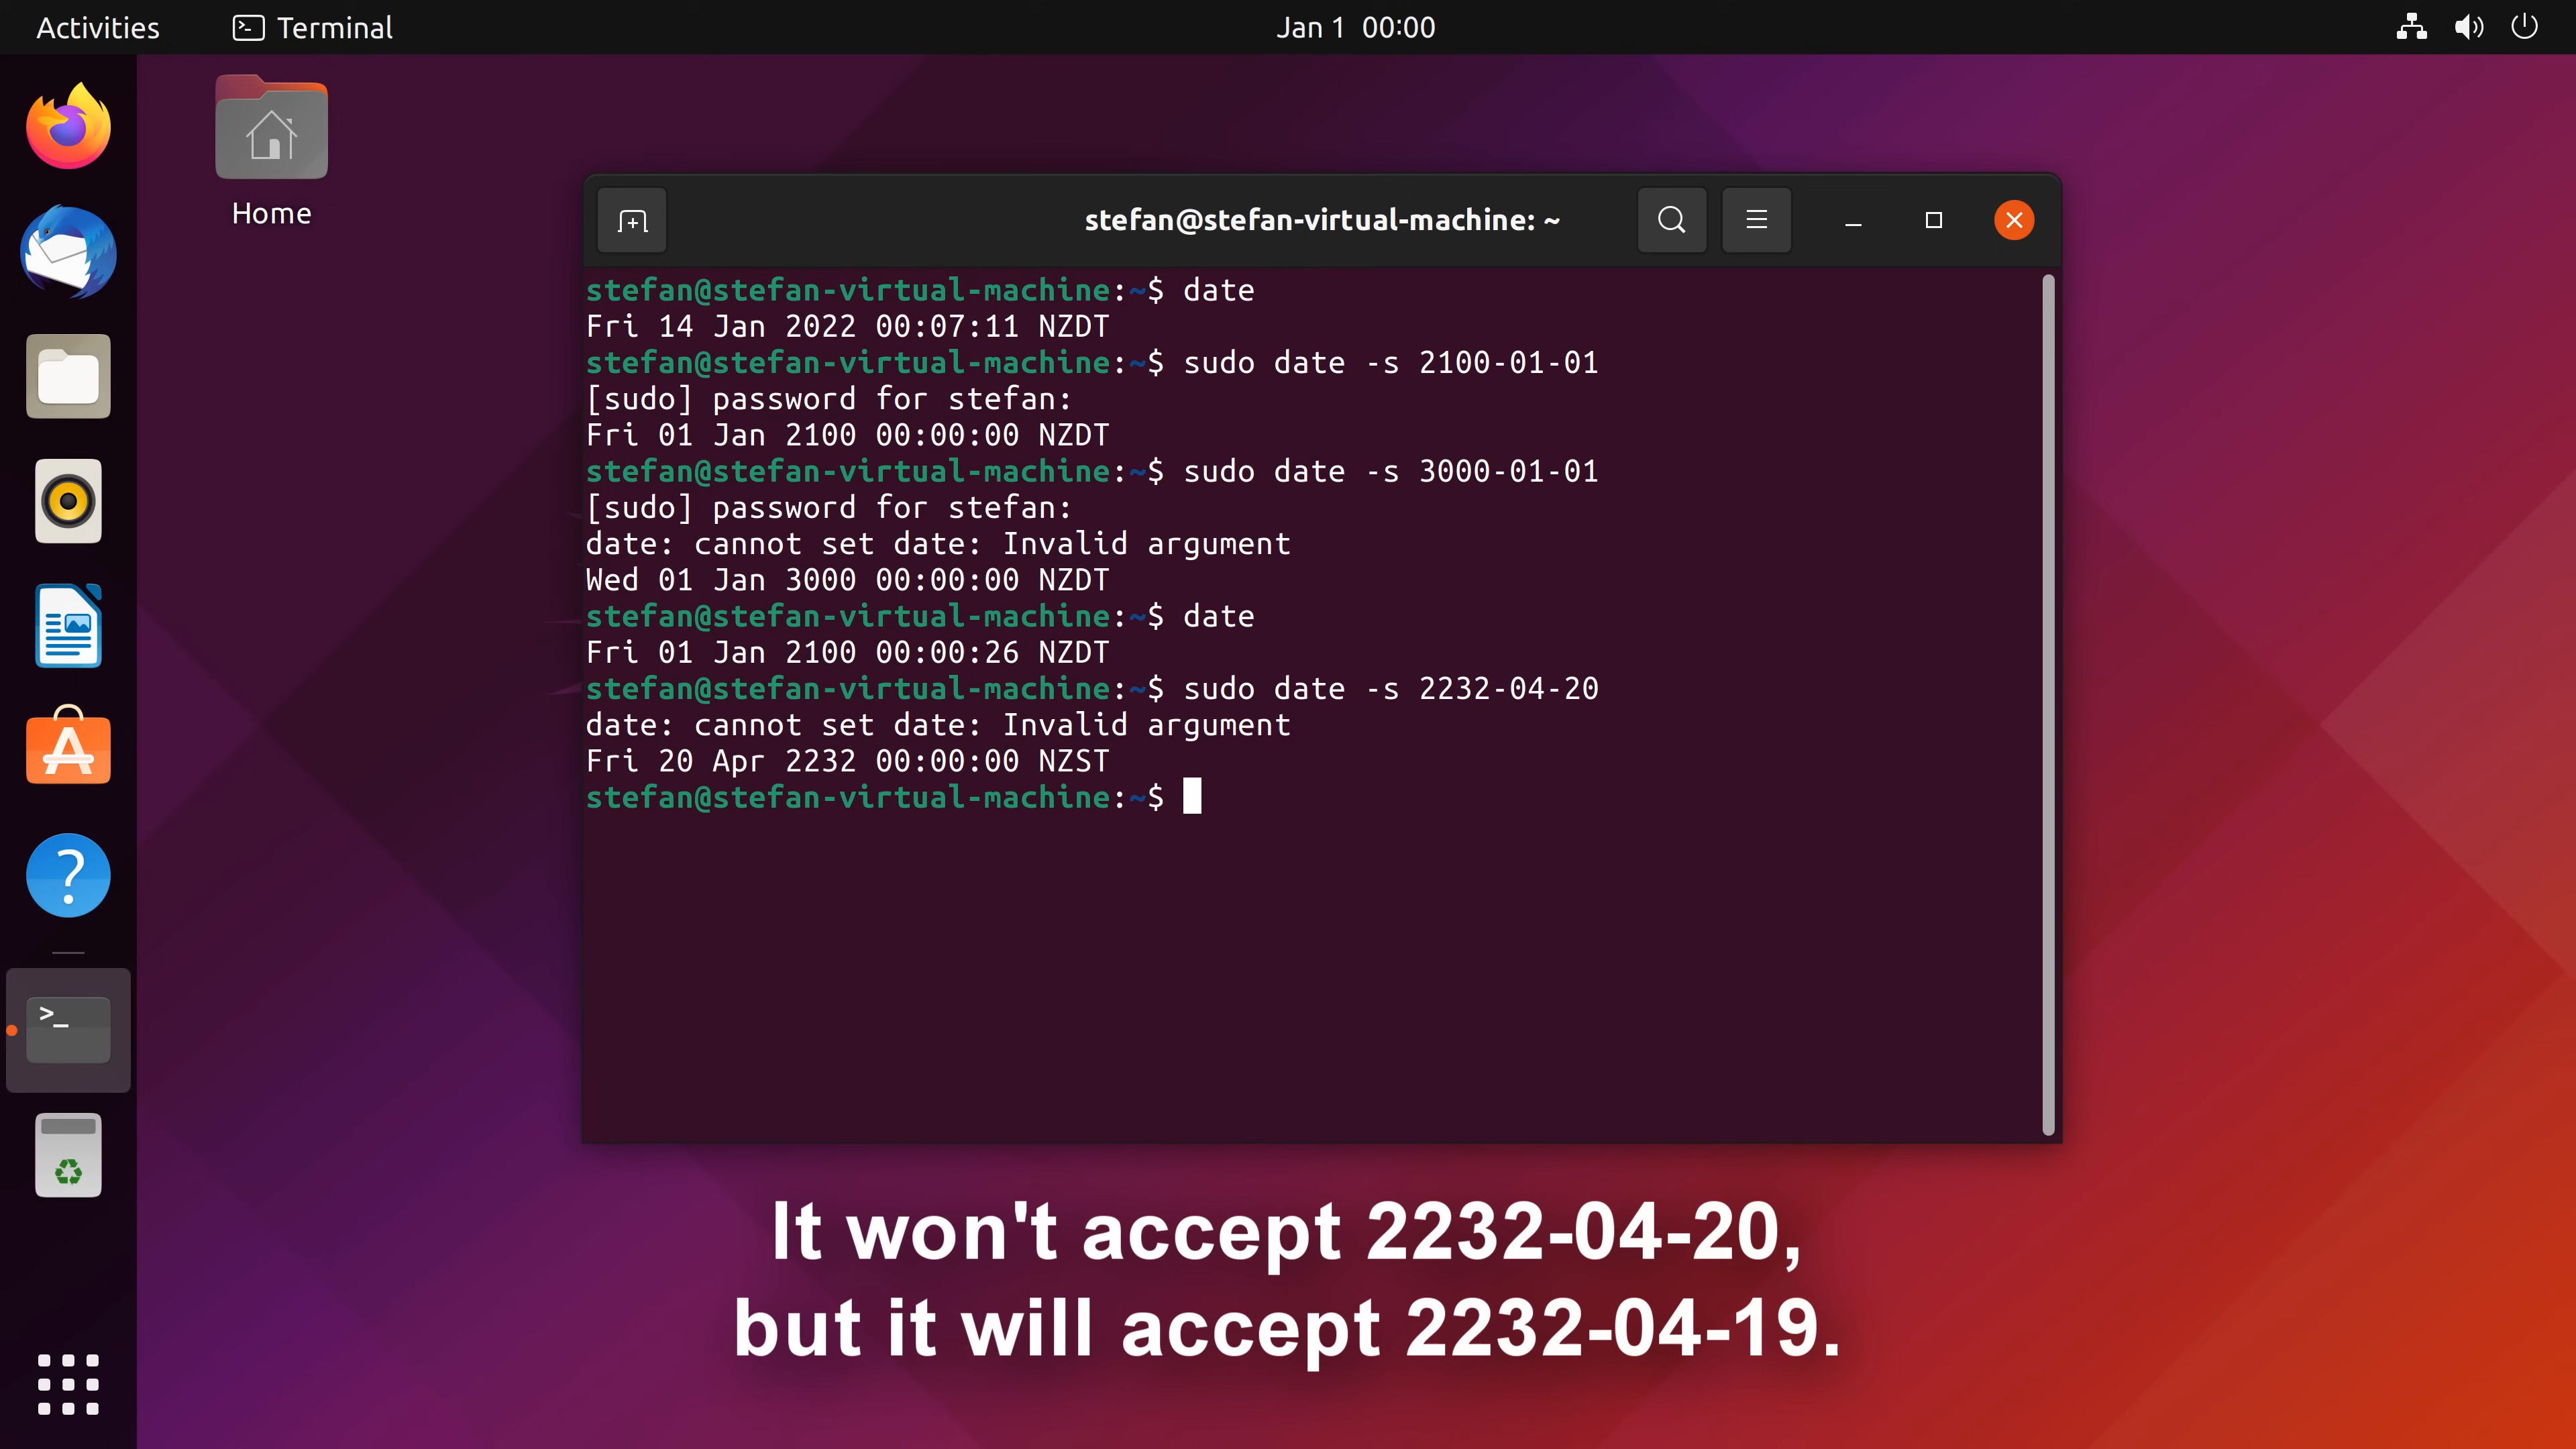 Activities
Terminal
Jan 1 00:00
Home
stefan@stefan-virtual-machine: ~
stefan@stefan-virtual-machine:~$ date
Fri 14 Jan 2022 00:07:11 NZDT
stefan@stefan-virtual-machine:~$ sudo date -s 2100-01-01
[sudo] password for stefan:
Fri 01 Jan 2100 00:00:00 NZDT
stefan@stefan-virtual-machine:~$ sudo date -s 3000-01-01
[sudo] password for stefan:
date: cannot set date: Invalid argument
Wed 01 Jan 3000 00:00:00 NZDT
stefan@stefan-virtual-machine:~$ date
Fri 01 Jan 2100 00:00:26 NZDT
stefan@stefan-virtual-machine:~$ sudo date -s 2232-04-20
date: cannot set date: Invalid argument
Fri 20 Apr 2232 00:00:00 NZST
stefan@stefan-virtual-machine:~$
It won't accept 2232-04-20,
but it will accept 2232-04-19.